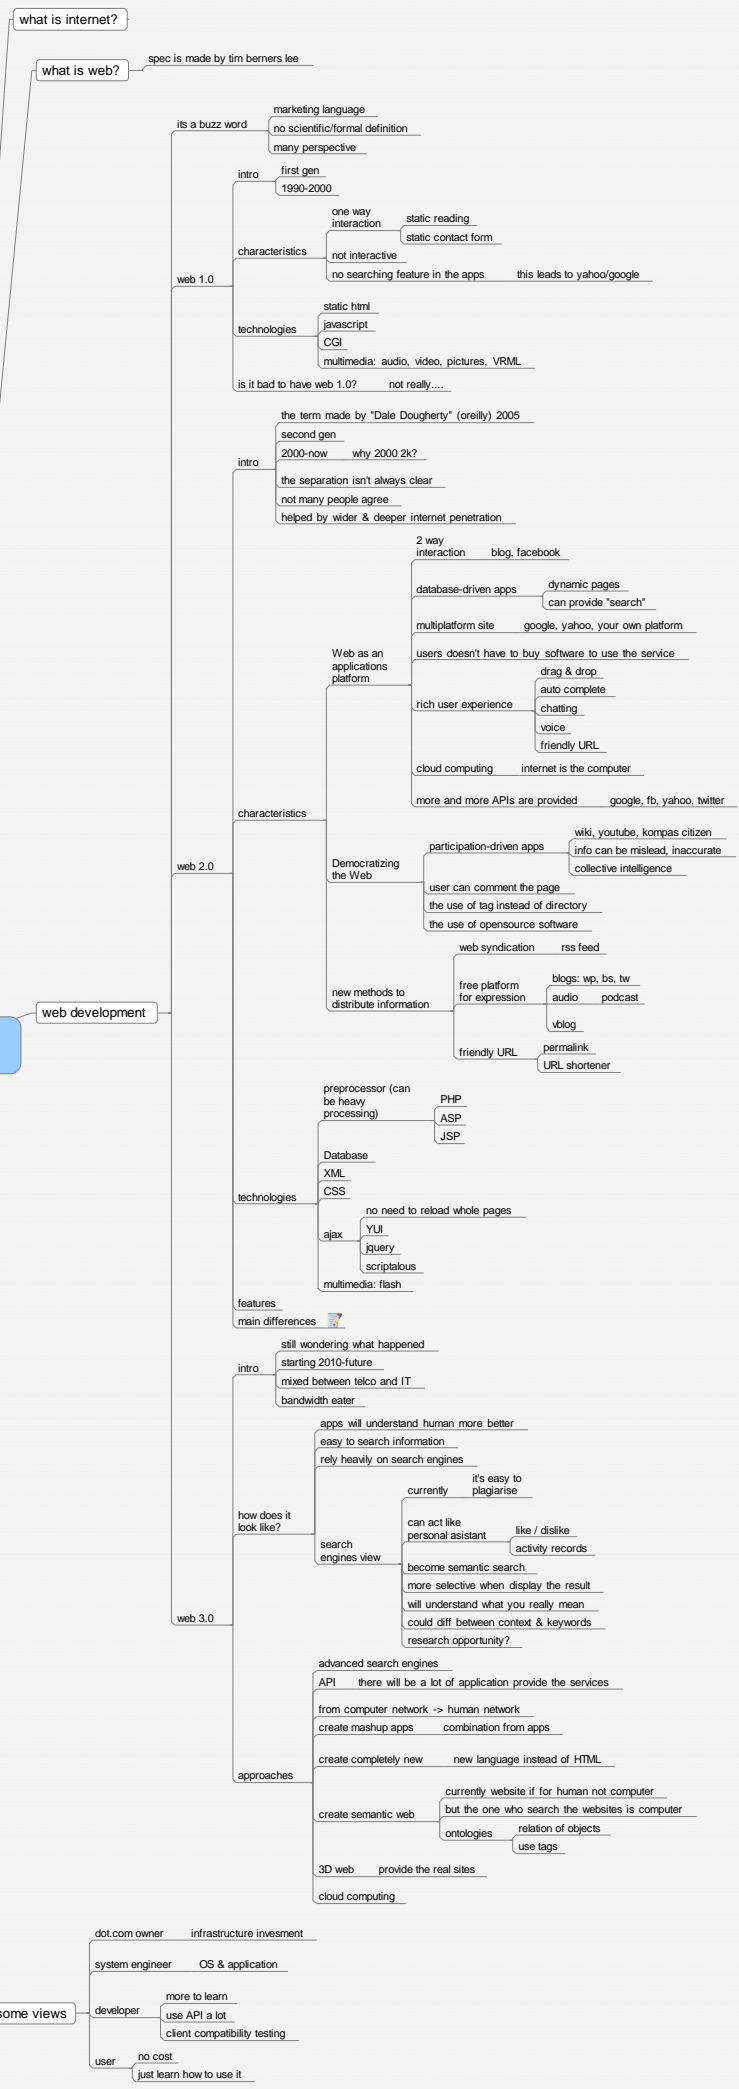 what is internet?
what is web?
spec is made by tim berners lee
its a buzz word
marketing language
no scientific/formal definition
many perspective
web 1.0
intro
first gen
1990-2000
characteristics
one way
interaction
static reading
static contact form
not interactive
no searching feature in the apps
this leads to yahoo/google
technologies
static html
javascript
CGI
multimedia: audio, video, pictures, VRML
is it bad to have web 1.0?
not really....
web 2.0
intro
the term made by "Dale Dougherty" (oreilly) 2005
second gen
2000-now
why 2000 2k?
the separation isn't always clear
not many people agree
helped by wider & deeper internet penetration
characteristics
Web as an
applications
platform
2 way
interaction
blog, facebook
database-driven apps
dynamic pages
can provide "search"
multiplatform site
google, yahoo, your own platform
users doesn't have to buy software to use the service
rich user experience
drag & drop
auto complete
chatting
voice
friendly URL
cloud computing
internet is the computer
more and more APIs are provided
google, fb, yahoo, twitter
Democratizing
the Web
participation-driven apps
wiki, youtube, kompas citizen
info can be mislead, inaccurate
collective intelligence
user can comment the page
the use of tag instead of directory
the use of opensource software
new methods to
distribute information
web syndication
rss feed
free platform
for expression
blogs: wp, bs, tw
audio
podcast
vblog
friendly URL
permalink
URL shortener
web development
technologies
preprocessor (can
be heavy
processing)
PHP
ASP
JSP
Database
XML
CSS
ajax
no need to reload whole pages
YUI
jquery
scriptalous
multimedia: flash
features
main differences
web 3.0
intro
still wondering what happened
starting 2010-future
mixed between telco and IT
bandwidth eater
how does it
look like?
apps will understand human more better
easy to search information
rely heavily on search engines
search
engines view
currently
it's easy to
plagiarise
can act like
personal asistant
like / dislike
activity records
become semantic search
more selective when display the result
will understand what you really mean
could diff between context & keywords
research opportunity?
approaches
advanced search engines
API
there will be a lot of application provide the services
from computer network -> human network
create mashup apps
combination from apps
create completely new
new language instead of HTML
create semantic web
currently website if for human not computer
but the one who search the websites is computer
ontologies
relation of objects
use tags
3D web
provide the real sites
cloud computing
some views
dot.com owner
infrastructure invesment
system engineer
OS & application
developer
more to learn
use API a lot
client compatibility testing
user
no cost
just learn how to use it